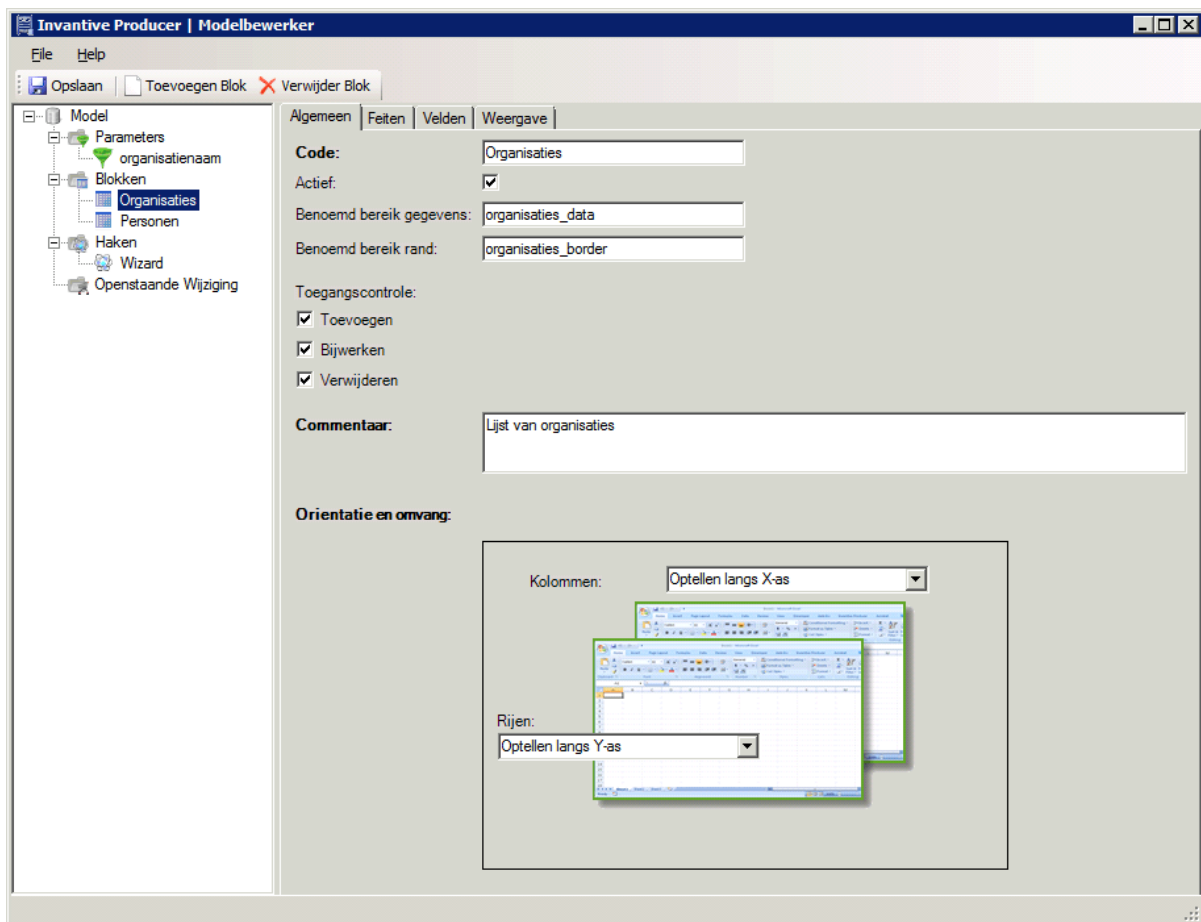 Invantive Producer | Modelbewerker
File Help
Opslaan Toevoegen Blok Verwijder Blok
Model
Parameters
organisatienaam
Blokken
Organisaties
Personen
Haken
Wizard
Openstaande Wijziging
Algemeen Feiten Velden Weergave
Code: Organisaties
Actief:
Benoemd bereik gegevens: organisaties_data
Benoemd bereik rand: organisaties_border
Toegangscontrole:
Toevoegen
Bijwerken
Verwijderen
Commentaar: Lijst van organisaties
Orientatie en omvang:
Kolommen: Optellen langs X-as
Rijen:
Optellen langs Y-as